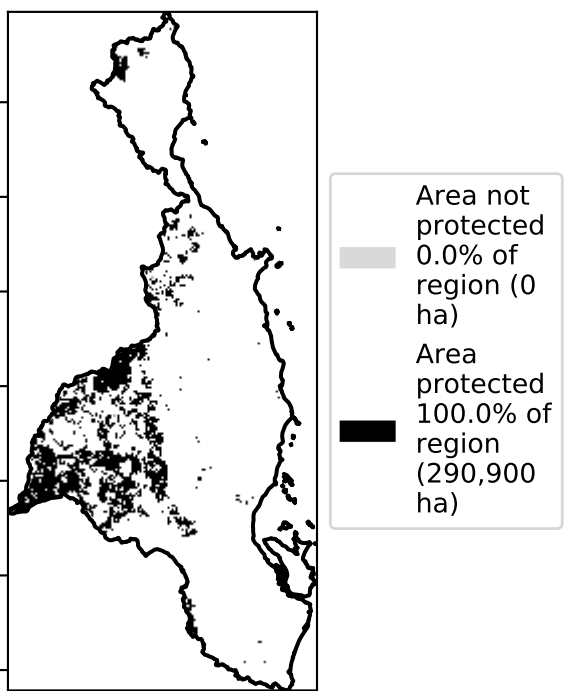 Area not
protected
0.0% of
region (0
ha)
Area
protected
100.0% of
region
(290,900
ha)